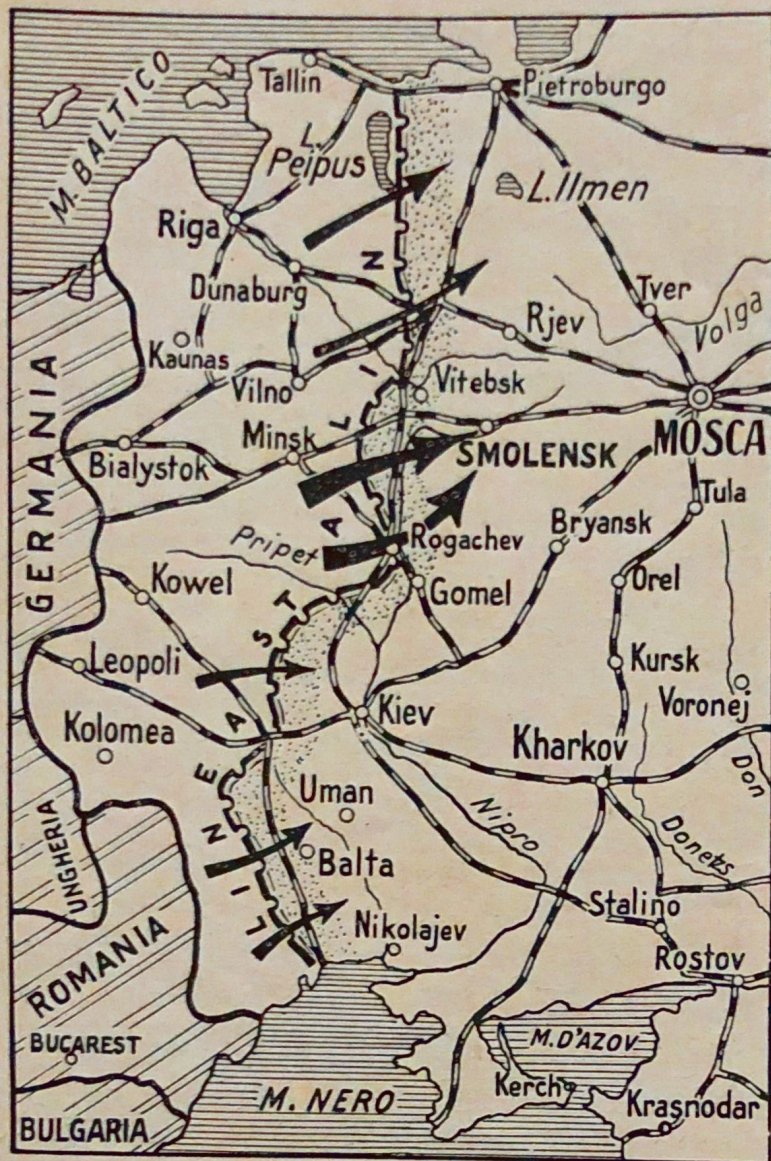 Tallin
Pietroburgo
M. BALTICO
L.
Peipus
L. Ilmen
Riga
Dunaburg
Tver
Volga
Kaunas
Rjev
Vilno
Vitebsk
Minsk
SMOLENSK
MOSCA
Bialystok
Tula
GERMANIA
Pripet
Rogachev
Bryansk
Kowel
Gomel
Orel
LINEA STALIN
Leopoli
Kursk
Kiev
Voronej
Kolomea
Kharkov
Don
Uman
Nipro
Donets
UNGHERIA
Balta
Stalino
Nikolajev
ROMANIA
Rostov
BUCAREST
M. D'AZOV
Kerch
M. NERO
Krasnodar
BULGARIA